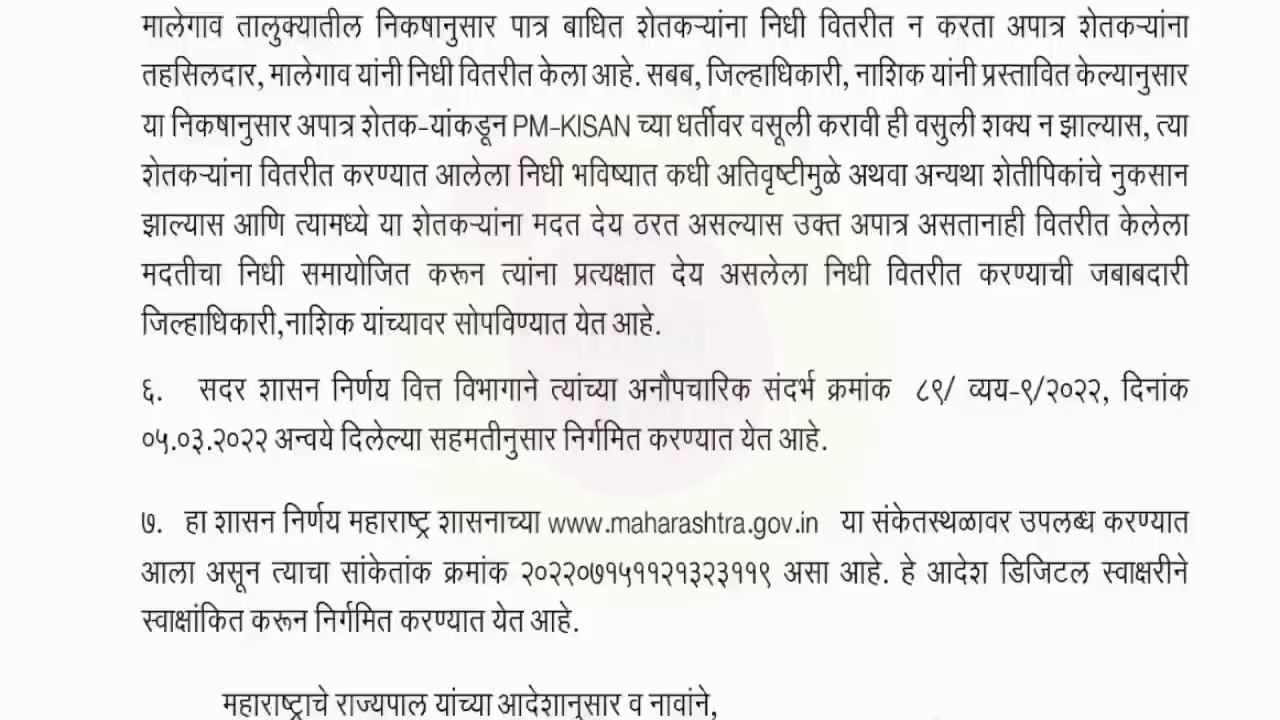 मालेगाव तालुक्यातील निकषानुसार पात्र बाधित शेतकऱ्यांना निधी वितरीत न करता अपात्र शेतकऱ्यांना
तहसिलदार, मालेगाव यांनी निधी वितरीत केला आहे. सबब, जिल्हाधिकारी, नाशिक यांनी प्रस्तावित केल्यानुसार
या निकषानुसार अपात्र शेतक-यांकडून PM-KISAN च्या धर्तीवर वसूली करावी ही वसुली शक्य न झाल्यास, त्या
शेतकऱ्यांना वितरीत करण्यात आलेला निधी भविष्यात कधी अतिवृष्टीमुळे अथवा अन्यथा शेतीपिकांचे नुकसान
झाल्यास आणि त्यामध्ये या शेतकऱ्यांना मदत देय ठरत असल्यास उक्त अपात्र असतानाही वितरीत केलेला
मदतीचा निधी समायोजित करून त्यांना प्रत्यक्षात देय असलेला निधी वितरीत करण्याची जबाबदारी
जिल्हाधिकारी,नाशिक यांच्यावर सोपविण्यात येत आहे.
६. सदर शासन निर्णय वित्त विभागाने त्यांच्या अनौपचारिक संदर्भ क्रमांक ८९/ व्यय-९/२०२२, दिनांक
०५.०३.२०२२ अन्वये दिलेल्या सहमतीनुसार निर्गमित करण्यात येत आहे.
७. हा शासन निर्णय महाराष्ट्र शासनाच्या www.maharashtra.gov.in या संकेतस्थळावर उपलब्ध करण्यात
आला असून त्याचा सांकेतांक क्रमांक २०२२०७१५११२१३२३११९ असा आहे. हे आदेश डिजिटल स्वाक्षरीने
स्वाक्षांकित करून निर्गमित करण्यात येत आहे.
महाराष्ट्राचे राज्यपाल यांच्या आदेशानुसार व नावांने,